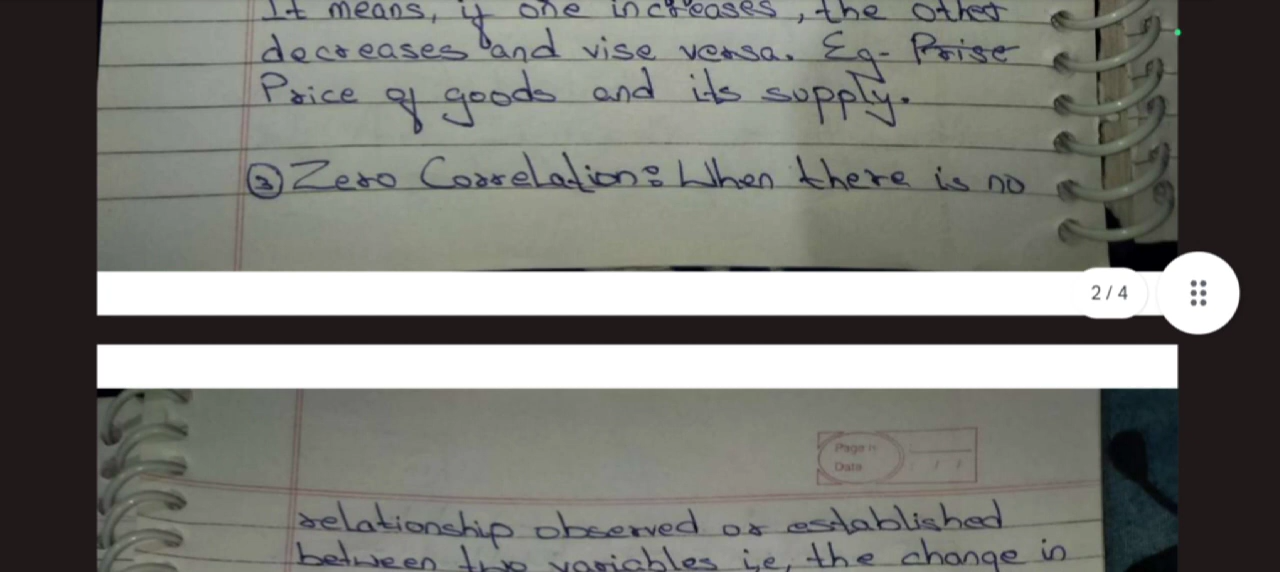 It means, if one increases, the other
decreases and vise versa. Eg- Prise
Price of goods and its supply.
③ Zero Correlation: When there is no
2 / 4
Page n
Date
relationship observed or established
between two variables i.e, the change in